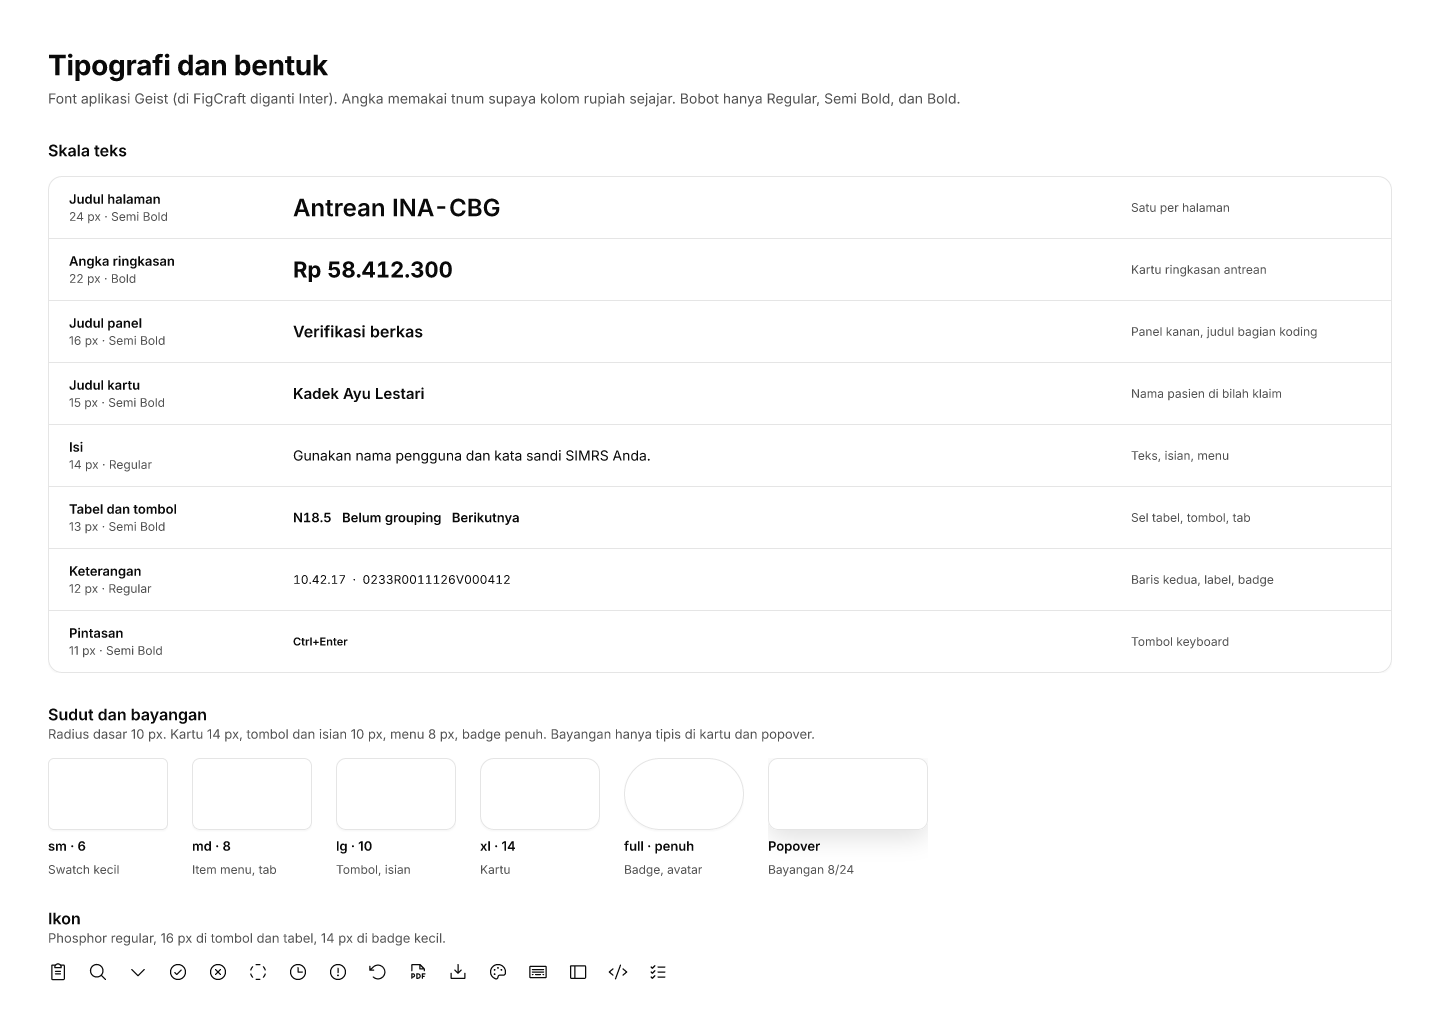 Tipografi dan bentuk
Font aplikasi Geist (di FigCraft diganti Inter). Angka memakai tnum supaya kolom rupiah sejajar. Bobot hanya Regular, Semi Bold, dan Bold.
Skala teks
Judul halaman
24 px · Semi Bold
Antrean INA-CBG
Satu per halaman
Angka ringkasan
22 px · Bold
Rp 58.412.300
Kartu ringkasan antrean
Judul panel
16 px · Semi Bold
Verifikasi berkas
Panel kanan, judul bagian koding
Judul kartu
15 px · Semi Bold
Kadek Ayu Lestari
Nama pasien di bilah klaim
Isi
14 px · Regular
Gunakan nama pengguna dan kata sandi SIMRS Anda.
Teks, isian, menu
Tabel dan tombol
13 px · Semi Bold
N18.5 Belum grouping Berikutnya
Sel tabel, tombol, tab
Keterangan
12 px · Regular
10.42.17 · 0233R0011126V000412
Baris kedua, label, badge
Pintasan
11 px · Semi Bold
Ctrl+Enter
Tombol keyboard
Sudut dan bayangan
Radius dasar 10 px. Kartu 14 px, tombol dan isian 10 px, menu 8 px, badge penuh. Bayangan hanya tipis di kartu dan popover.
sm · 6
Swatch kecil
md · 8
Item menu, tab
lg · 10
Tombol, isian
xl · 14
Kartu
full · penuh
Badge, avatar
Popover
Bayangan 8/24
Ikon
Phosphor regular, 16 px di tombol dan tabel, 14 px di badge kecil.
PDF